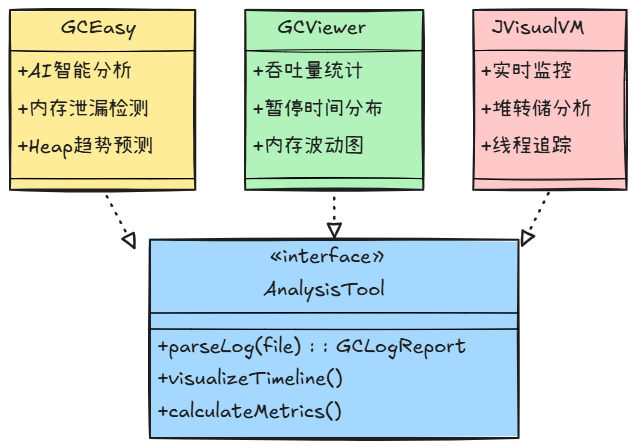 GCEasy
+AI智能分析
+内存泄漏检测
+Heap趋势预测
GCViewer
+吞吐量统计
+暂停时间分布
+内存波动图
JVisualVM
+实时监控
+堆转储分析
+线程追踪
«interface»
AnalysisTool
+parseLog(file) : : GCLogReport
+visualizeTimeline()
+calculateMetrics()